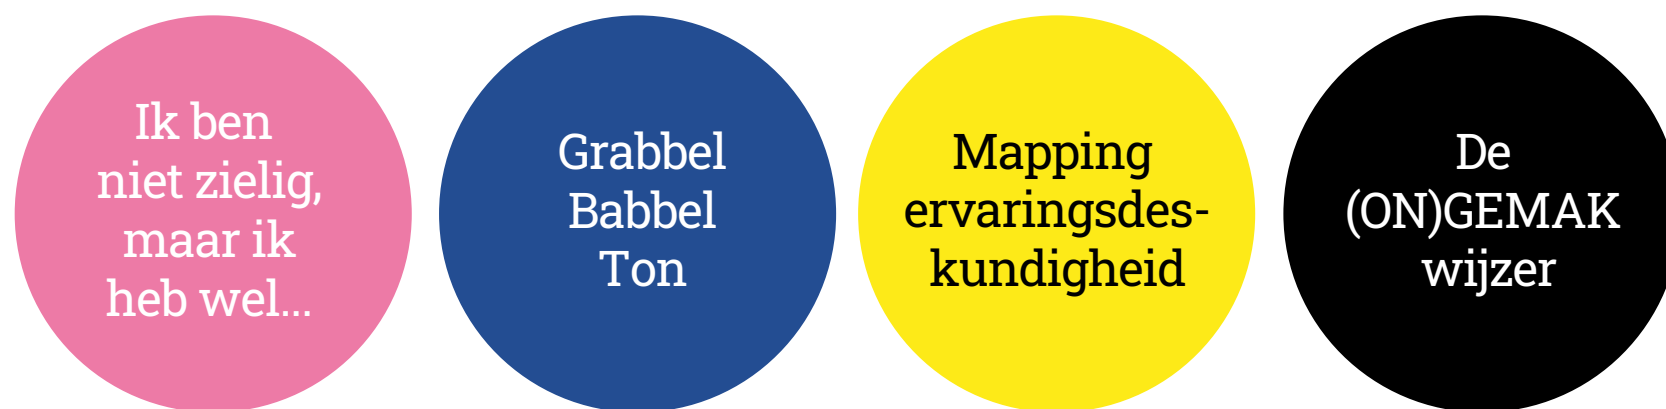 Ik ben
niet zielig,
maar ik
heb wel...
Grabbel
Babbel
Ton
Mapping
ervaringsdes-
kundigheid
De
(ON)GEMAK
wijzer